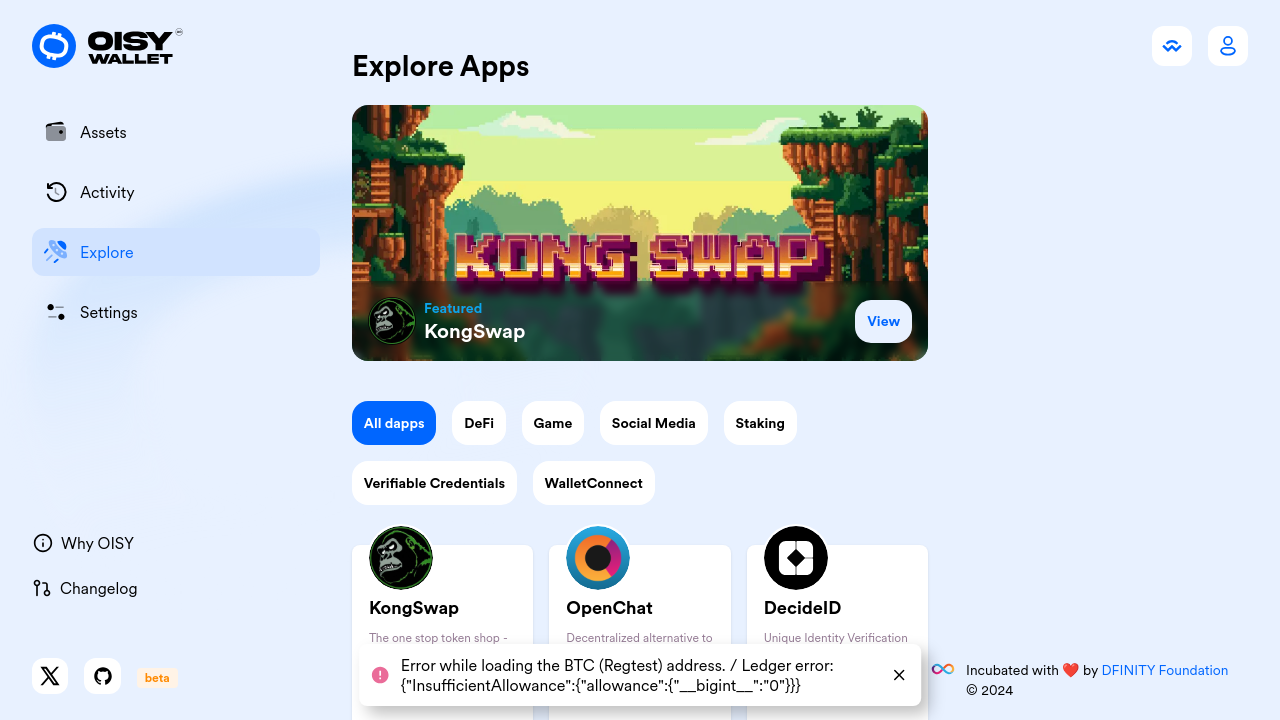 OISY
WALLET
Explore Apps
Assets
Activity
Explore
Settings
KONG SWAP
Featured
KongSwap
View
All dapps
DeFi
Game
Social Media
Staking
Verifiable Credentials
WalletConnect
Why OISY
Changelog
beta
KongSwap
The one stop token shop -
OpenChat
Decentralized alternative to
DecideID
Unique Identity Verification
Error while loading the BTC (Regtest) address. / Ledger error:
{"InsufficientAllowance":{"allowance":{"__bigint__":"0"}}}
Incubated with ❤️ by DFINITY Foundation
© 2024